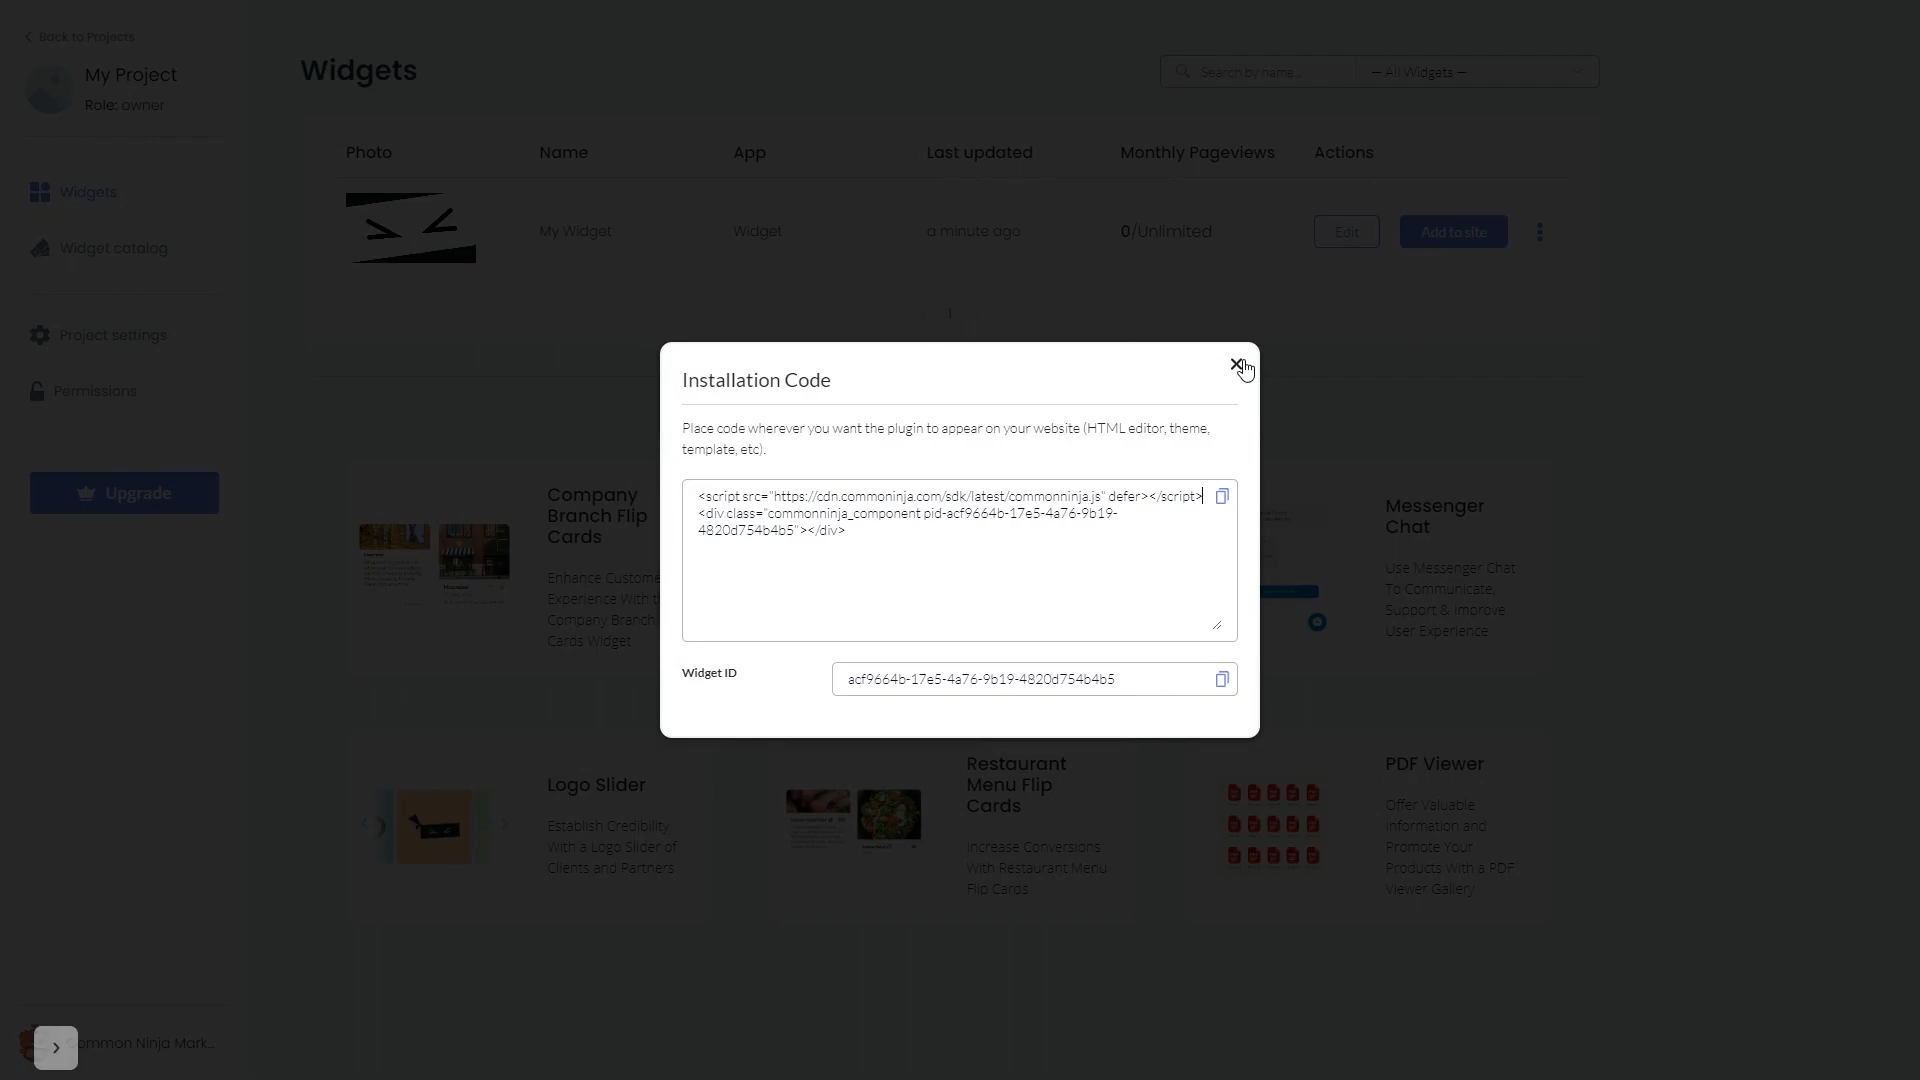 Back to Projects
My Project
Role: owner
Widgets
Widget catalog
Project settings
Permissions
Upgrade
Common Ninja Mark...
Widgets
Search by name...
— All Widgets —
Photo
Name
App
Last updated
Monthly Pageviews
Actions
My Widget
Widget
a minute ago
0/Unlimited
Edit
Add to site
1
Installation Code
Place code wherever you want the plugin to appear on your website (HTML editor, theme,
template, etc).
<script src="https://cdn.commoninja.com/sdk/latest/commonninja.js" defer></script>
<div class="commonninja_component pid-acf9664b-17e5-4a76-9b19-
4820d754b4b5"></div>
Widget ID
acf9664b-17e5-4a76-9b19-4820d754b4b5
Company
Branch Flip
Cards
Enhance Custome
Experience With t
Company Branch
Cards Widget
Messenger
Chat
Use Messenger Chat
To Communicate,
Support & Improve
User Experience
Logo Slider
Establish Credibility
With a Logo Slider of
Clients and Partners
Restaurant
Menu Flip
Cards
Increase Conversions
With Restaurant Menu
Flip Cards
PDF Viewer
Offer Valuable
Information and
Promote Your
Products With a PDF
Viewer Gallery